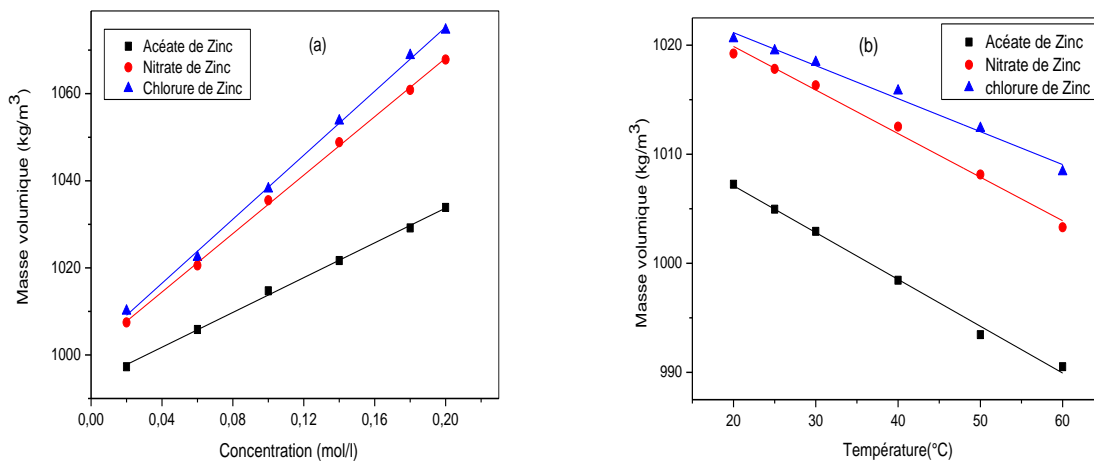 (a)
Acéate de Zinc
Nitrate de Zinc
Chlorure de Zinc
Masse volumique (kg/m³)
1060
1040
1020
1000
0,00 0,04 0,08 0,12 0,16 0,20
Concentration (mol/l)
(b)
Acéate de Zinc
Nitrate de Zinc
chlorure de Zinc
Masse volumique (kg/m³)
1020
1010
1000
990
20 30 40 50 60
Température(°C)